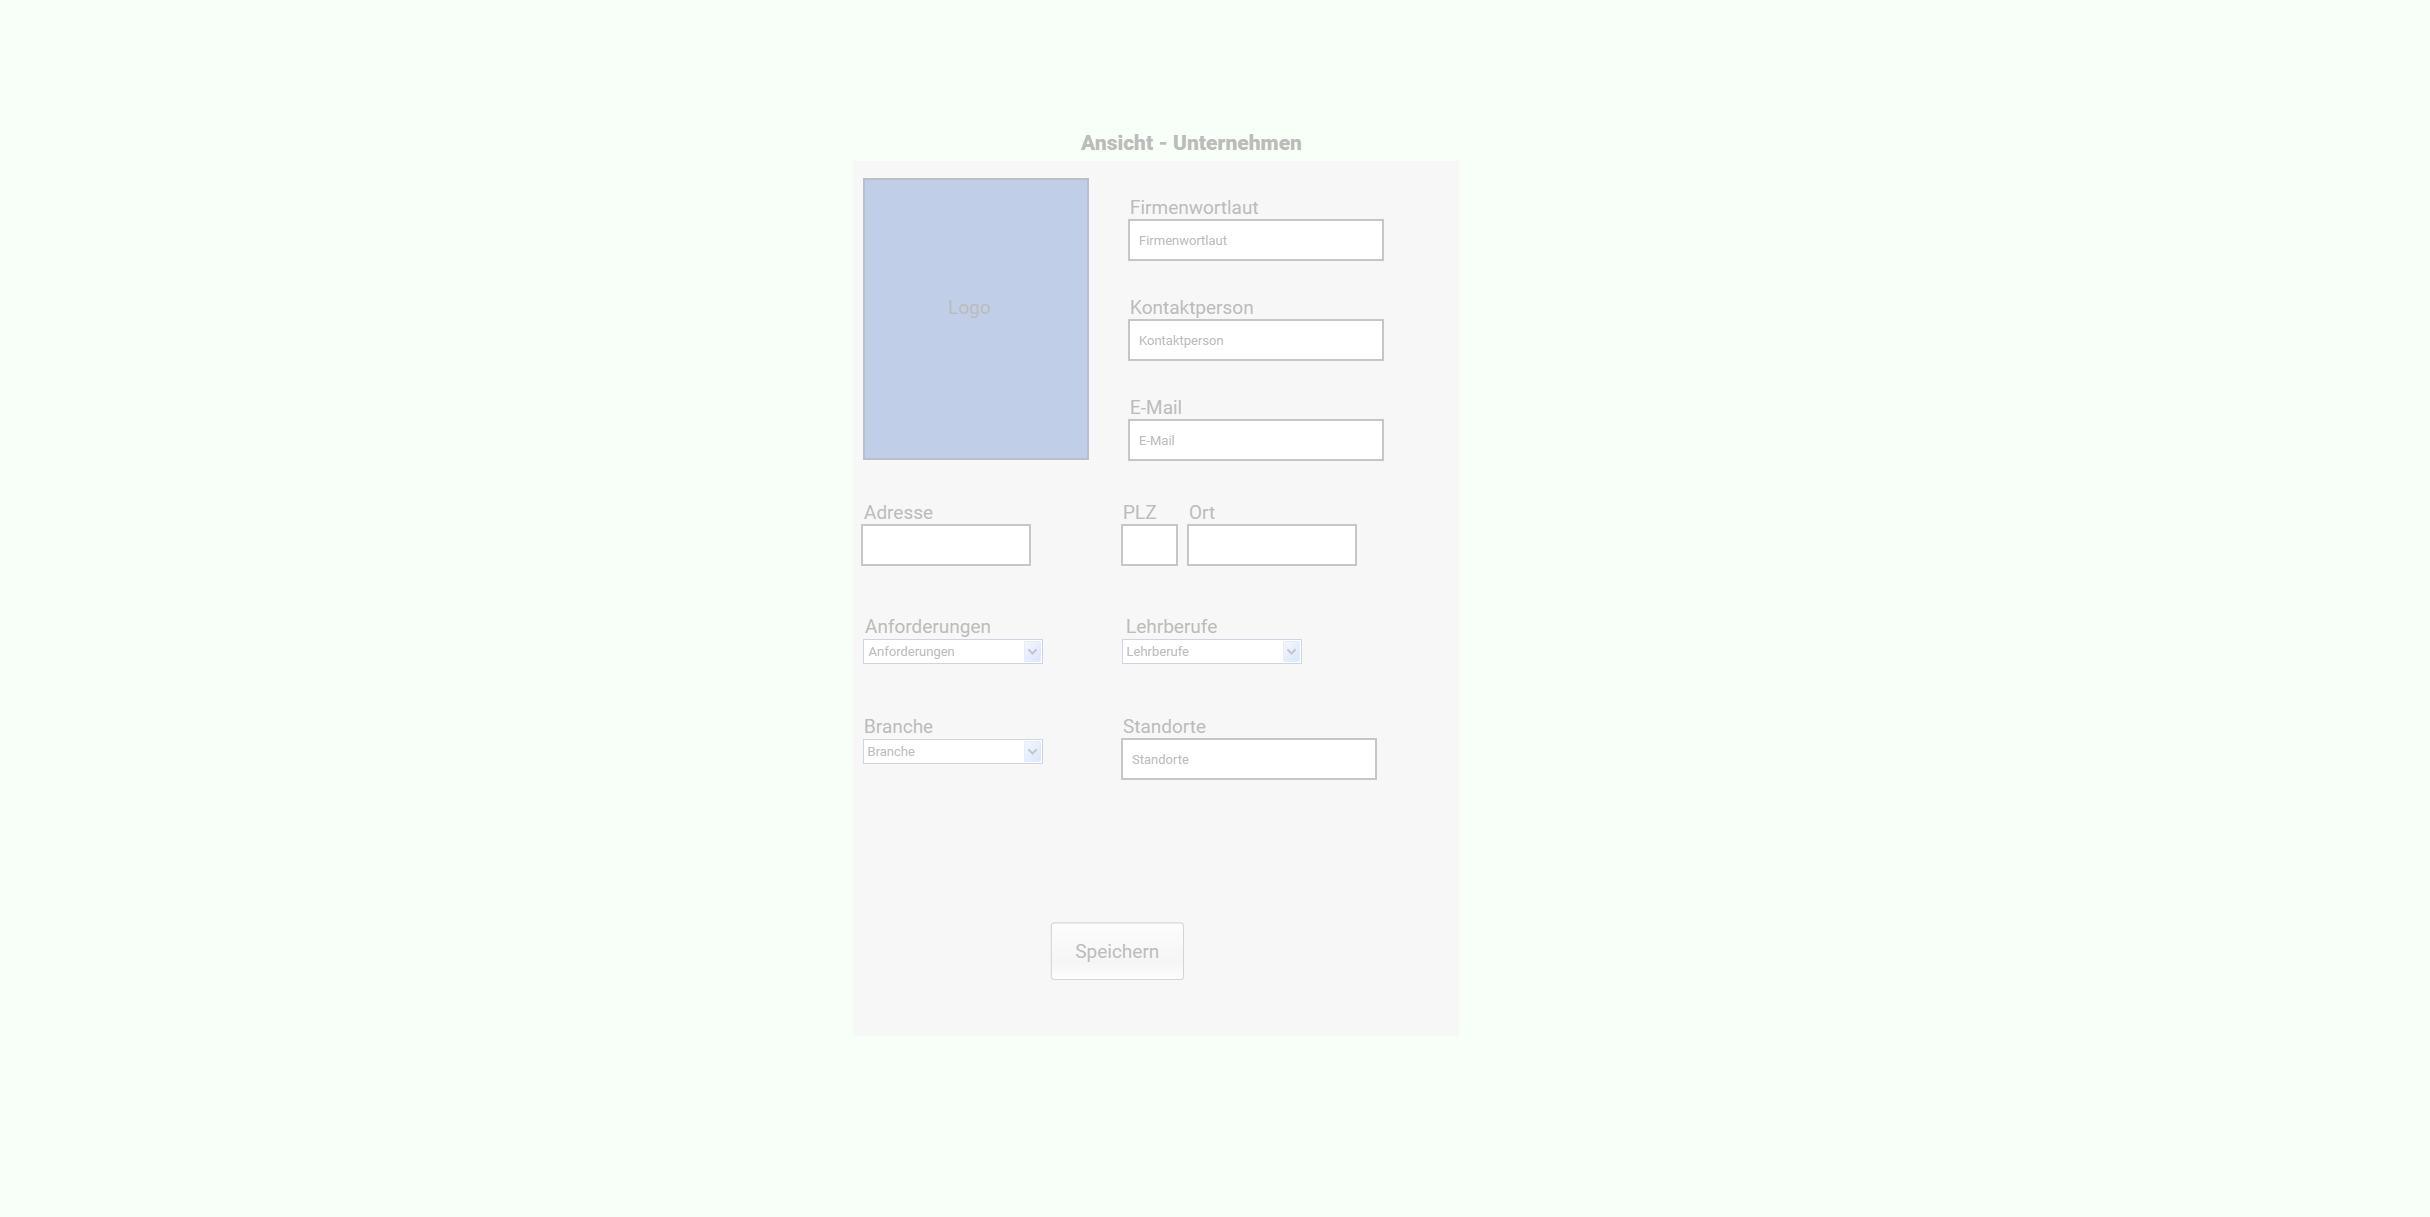 Ansicht - Unternehmen
Logo
Firmenwortlaut
Firmenwortlaut
Kontaktperson
Kontaktperson
E-Mail
E-Mail
Adresse
PLZ
Ort
Anforderungen
Anforderungen
Lehrberufe
Lehrberufe
Branche
Branche
Standorte
Standorte
Speichern